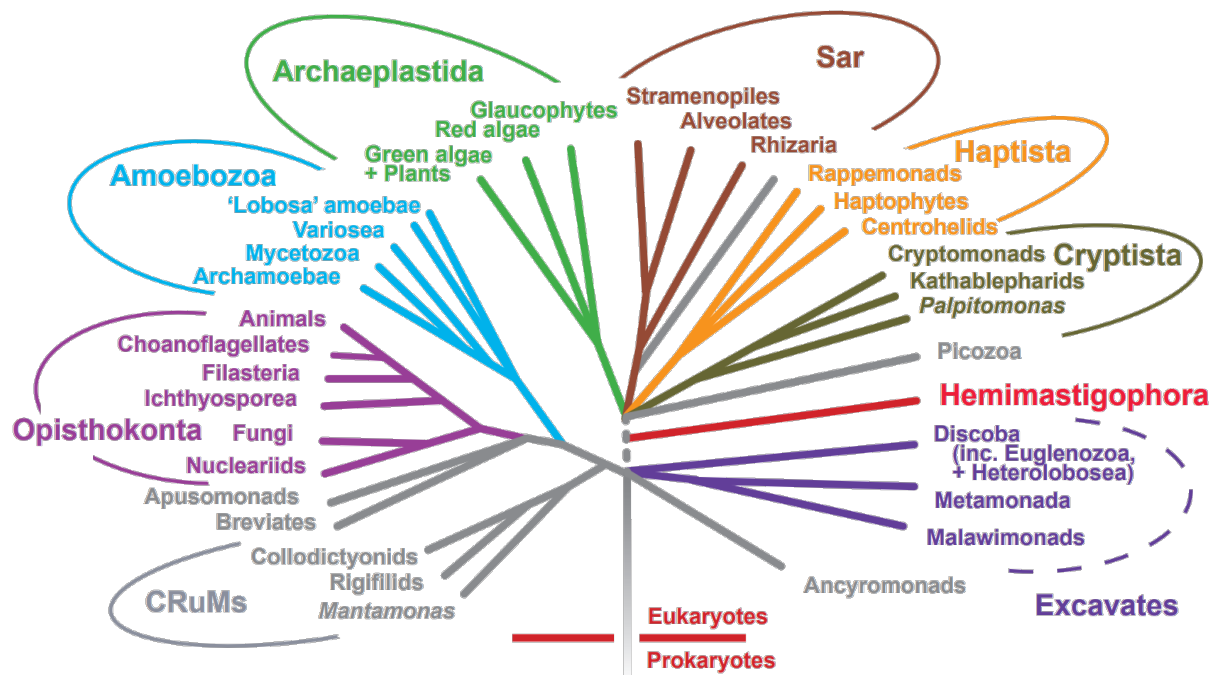 Archaeplastida
Glaucophytes
Red algae
Green algae
+ Plants
Sar
Stramenopiles
Alveolates
Rhizaria
Haptista
Rappemonads
Haptophytes
Centrohelids
Cryptista
Cryptomonads
Kathablepharids
Palpitomonas
Picozoa
Hemimastigophora
Discoba
(inc. Euglenozoa,
+ Heterolobosea)
Metamonada
Malawimonads
Excavates
Ancyromonads
Amoebozoa
‘Lobosa’ amoebae
Variosea
Mycetozoa
Archamoebae
Opisthokonta
Animals
Choanoflagellates
Filasteria
Ichthyosporea
Fungi
Nucleariids
Apusomonads
Breviates
CRuMs
Collodictyonids
Rigifilids
Mantamonas
Eukaryotes
Prokaryotes